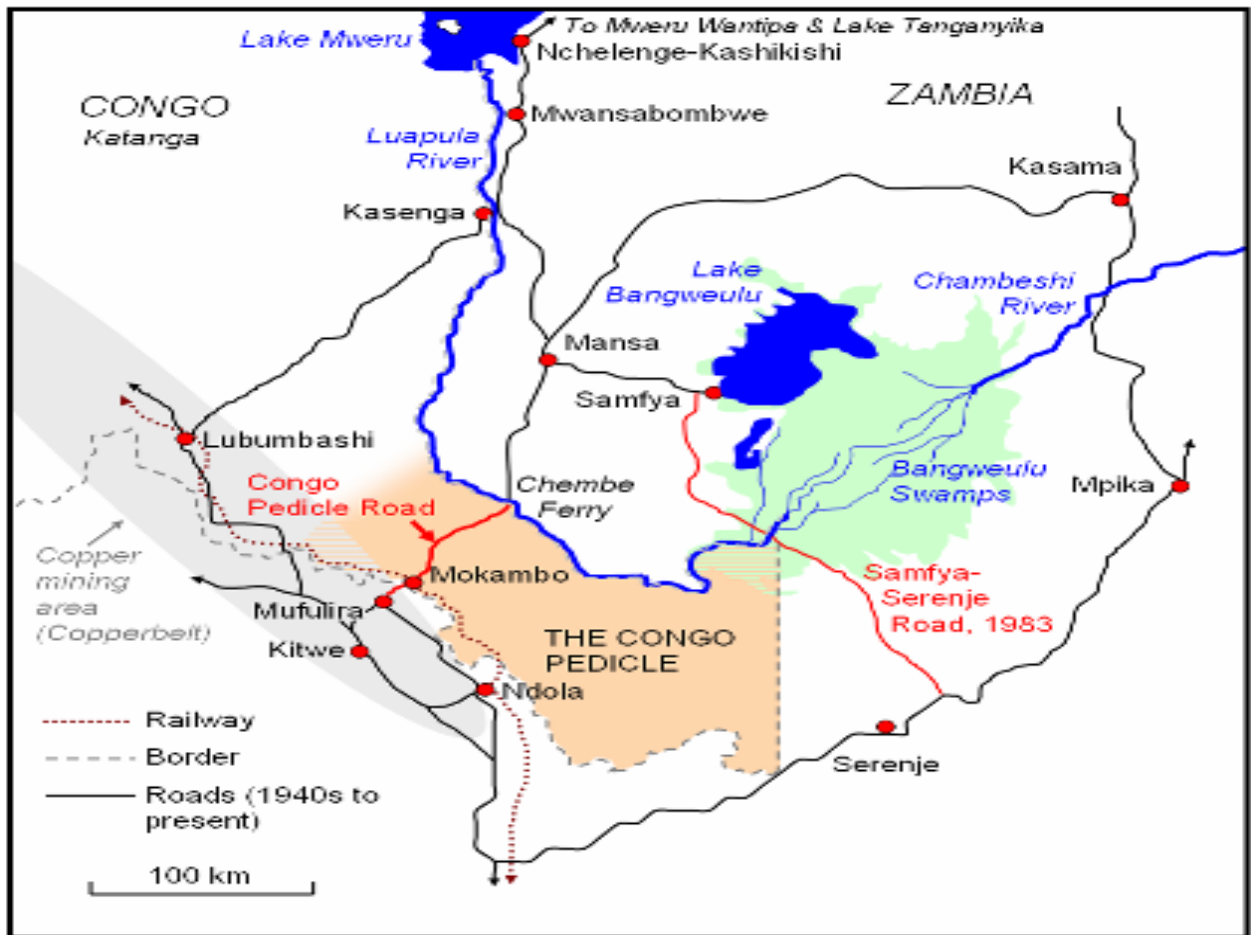 To Mweru Wantipa & Lake Tanganyika
Lake Mweru
Nchelenge-Kashikishi
CONGO
Katanga
ZAMBIA
Mwansabombwe
Luapula
River
Kasama
Kasenga
Lake
Bangweulu
Chambeshi
River
Mansa
Samfya
Lubumbashi
Congo
Pedicle Road
Chembe
Ferry
Bangweulu
Swamps
Mpika
Copper
mining
area
(Copperbelt)
Mokambo
Mufulira
Samfya-
Serenje
Road, 1983
Kitwe
THE CONGO
PEDICLE
Ndola
Serenje
Railway
Border
Roads (1940s to
present)
100 km